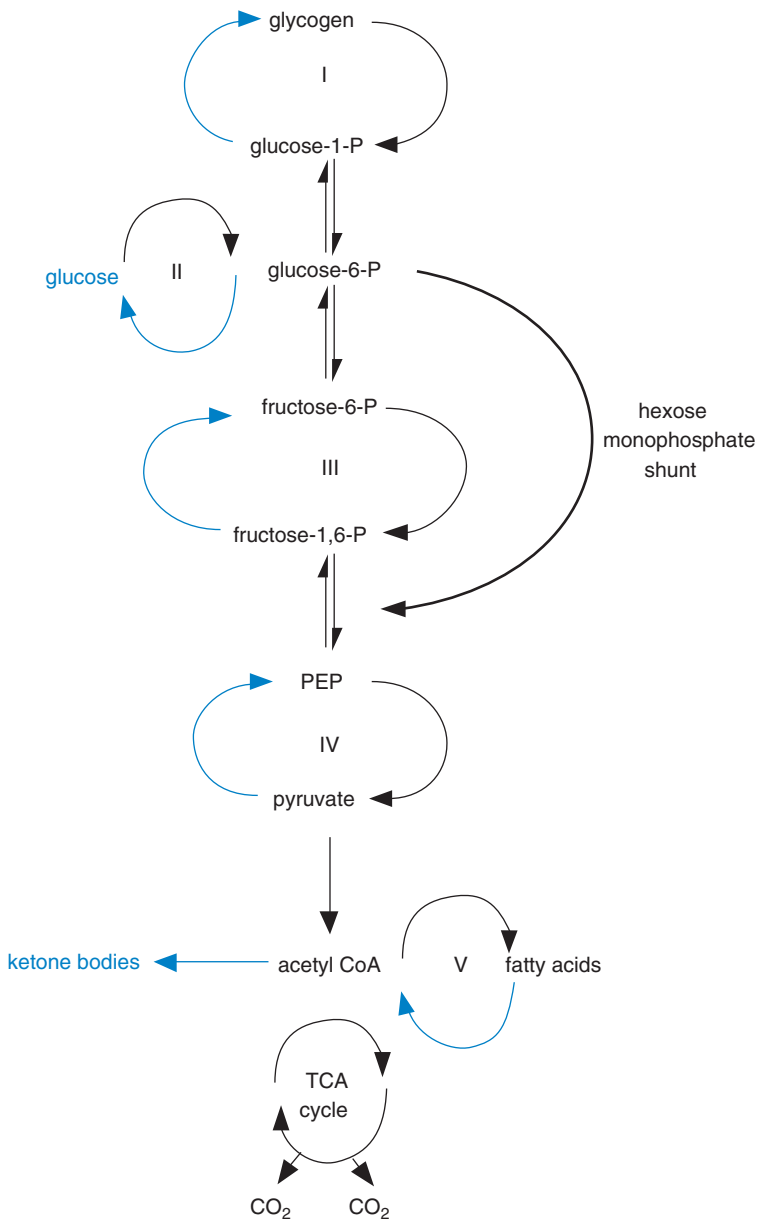 glycogen
I
glucose-1-P
glucose
II
glucose-6-P
fructose-6-P
hexose
monophosphate
shunt
III
fructose-1,6-P
PEP
IV
pyruvate
ketone bodies
acetyl CoA
V
fatty acids
TCA
cycle
CO₂
CO₂